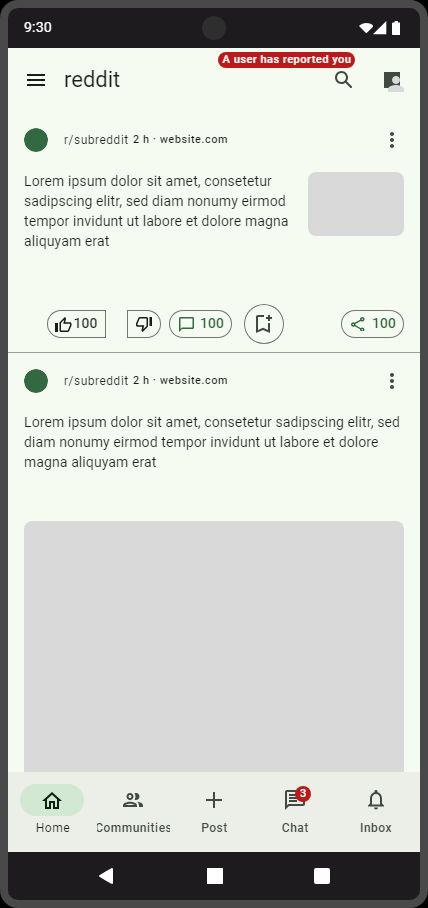 9:30
A user has reported you
reddit
r/subreddit 2 h · website.com
Lorem ipsum dolor sit amet, consetetur
sadipscing elitr, sed diam nonumy eirmod
tempor invidunt ut labore et dolore magna
aliquyam erat
100 100 100
r/subreddit 2 h · website.com
Lorem ipsum dolor sit amet, consetetur sadipscing elitr, sed
diam nonumy eirmod tempor invidunt ut labore et dolore
magna aliquyam erat
3
Home Communities Post Chat Inbox